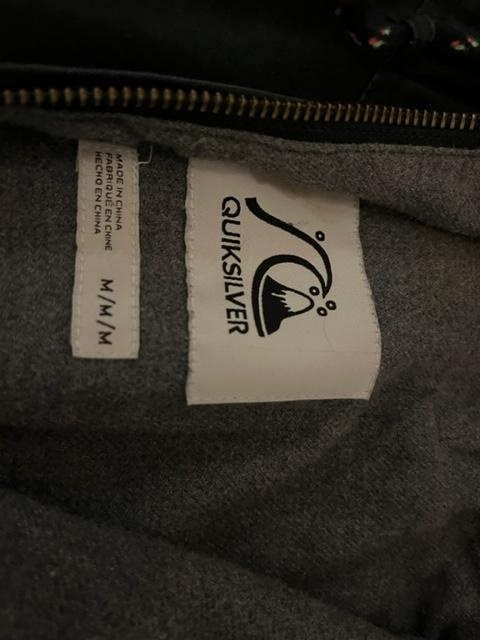 MADE IN CHINA
FABRIQUÉ EN CHINE
HECHO EN CHINA
M/M/M
QUIKSILVER